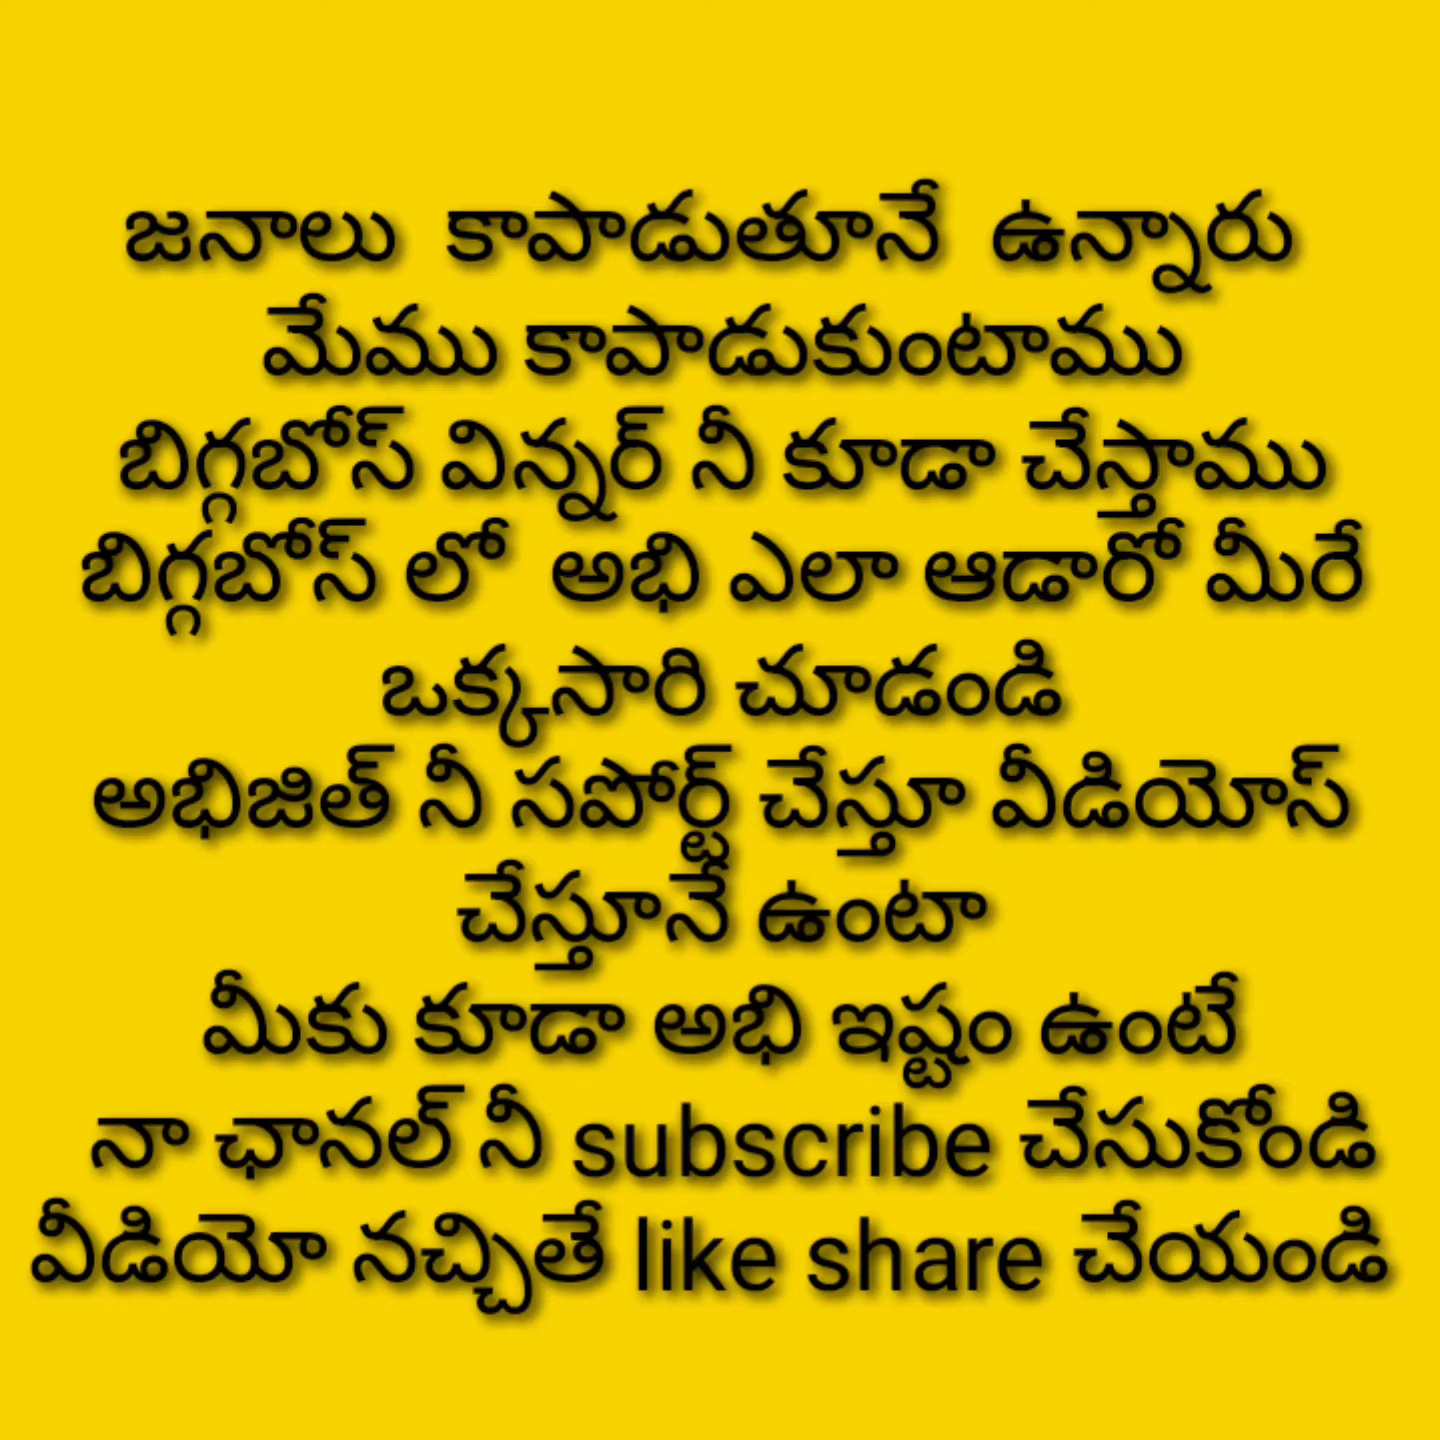 జనాలు కాపాడుతూనే ఉన్నారు
మేము కాపాడుకుంటాము
బిగ్గబోస్ విన్నర్ నీ కూడా చేస్తాము
బిగ్గబోస్ లో అభి ఎలా ఆడారో మీరే
ఒక్కసారి చూడండి
అభిజిత్ నీ సపోర్ట్ చేస్తూ వీడియోస్
చేస్తూనే ఉంటా
మీకు కూడా అభి ఇష్టం ఉంటే
నా ఛానల్ నీ subscribe చేసుకోండి
వీడియో నచ్చితే like share చేయండి